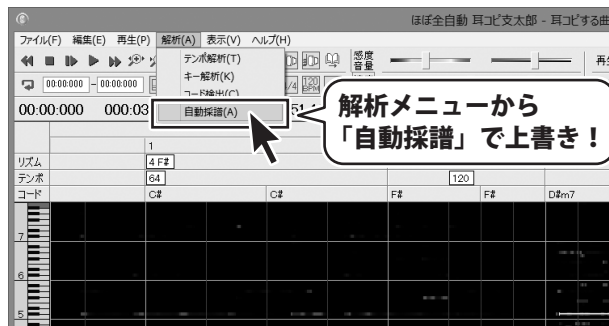 ほぼ全自動 耳コピ支太郎 - 耳コピする曲
ファイル(F) 編集(E) 再生(P) 解析(A) 表示(V) ヘルプ(H)
テンポ解析(T)
キー解析(K)
コード検出(C)
自動採譜(A)
感度
音量
00:00:000 - 00:00:000
/4 120 BPM
00:00:000 000:03
解析メニューから
「自動採譜」で上書き！
1
リズム 4 F#
テンポ 64 120
コード C# C# F# F# D#m7
7
6
5